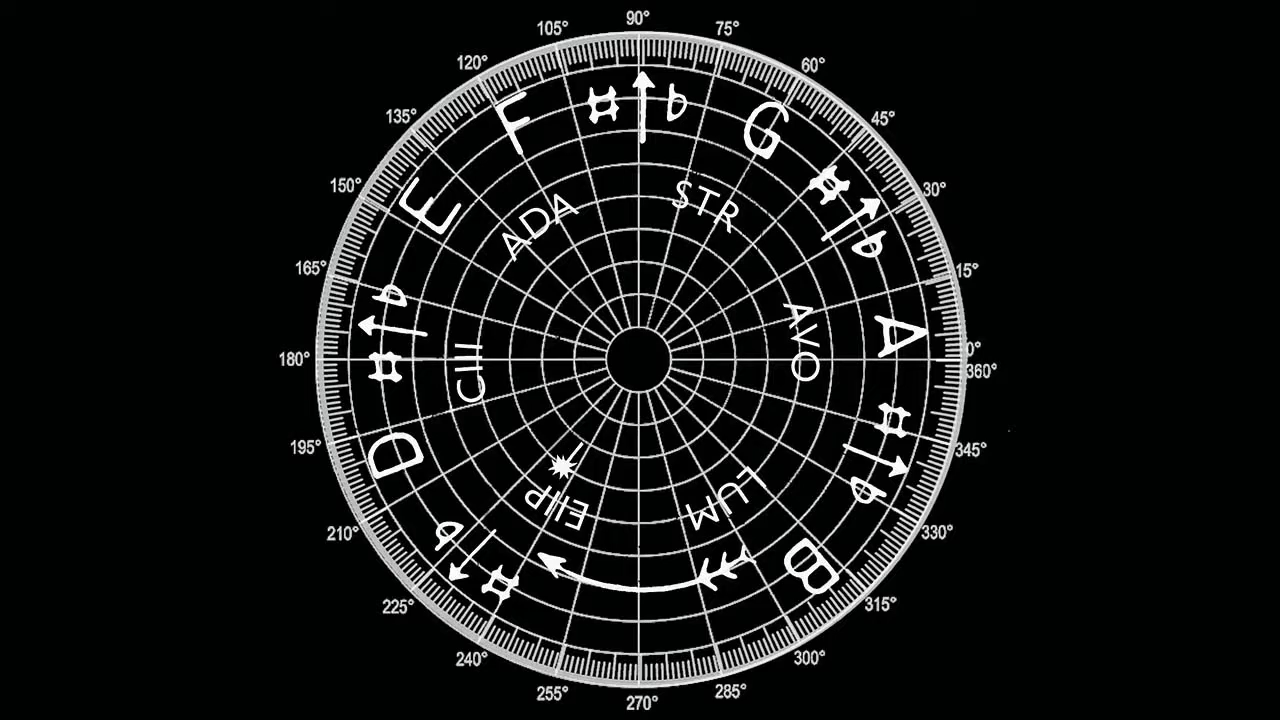 90°
75°
60°
45°
30°
15°
0°
360°
345°
330°
315°
300°
285°
270°
255°
240°
225°
210°
195°
180°
165°
150°
135°
120°
105°
F
# ♭
G
# ♭
A
# ♭
B
# ♭
D
# ♭
E
ADA
STR
AVO
LUM
CIII